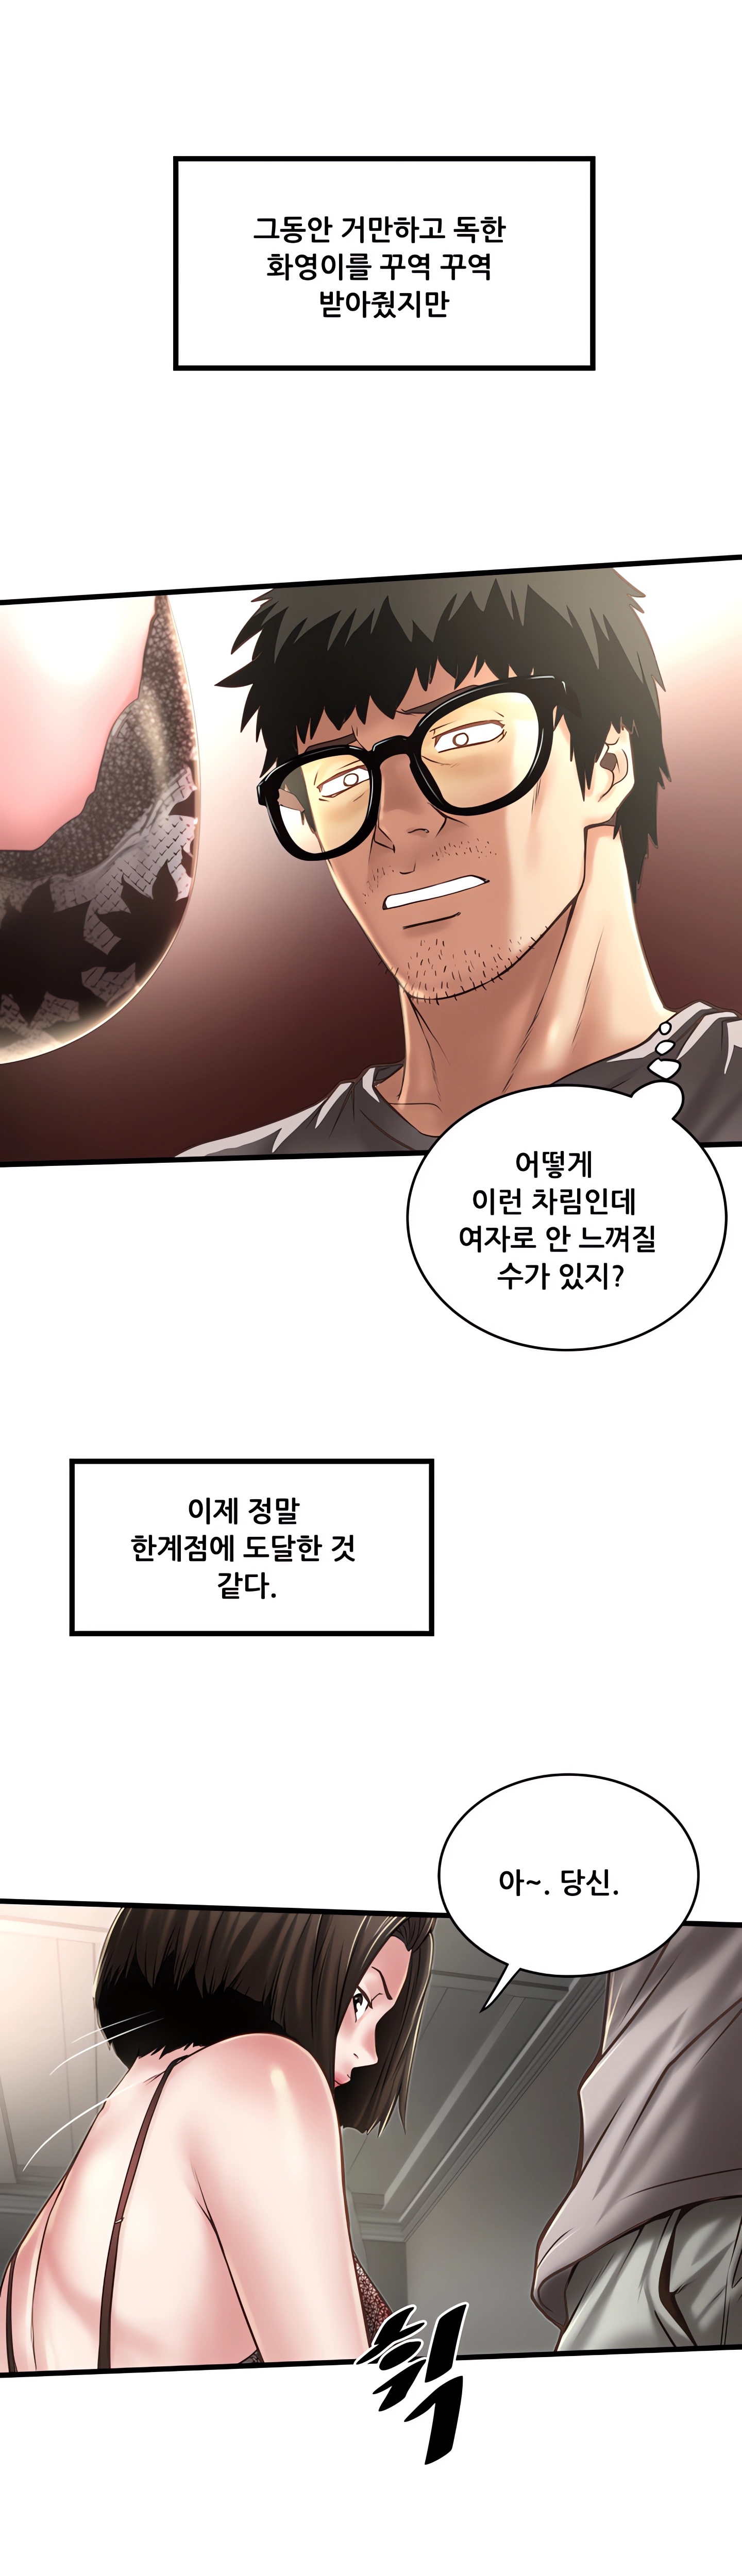 그동안 거만하고 독한
화영이를 꾸역 꾸역
받아줬지만
어떻게
이런 차림인데
여자로 안 느껴질
수가 있지?
이제 정말
한계점에 도달한 것
같다.
아~. 당신.
휙